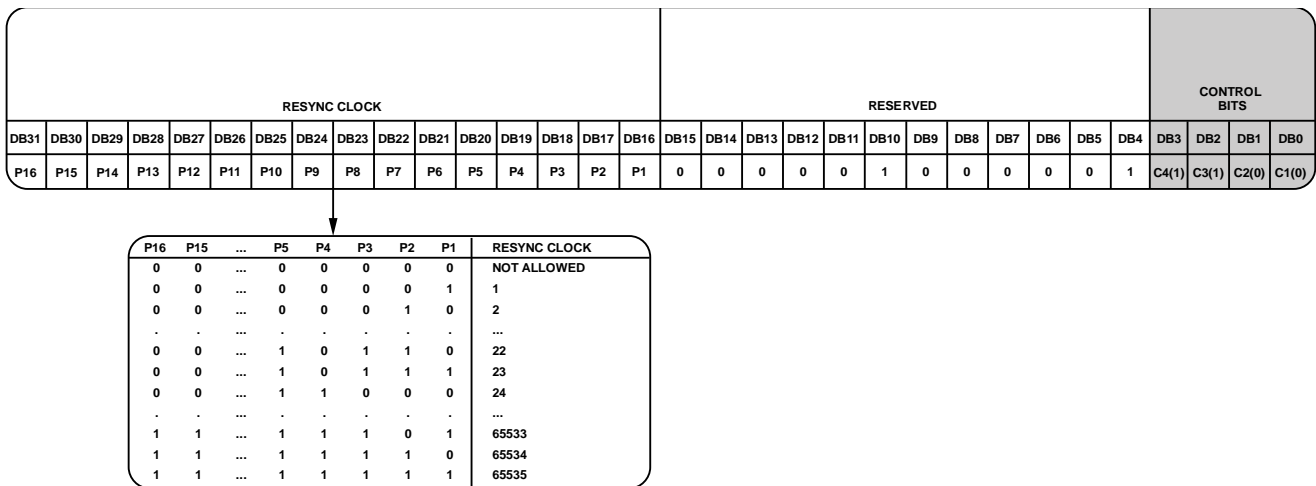 RESYNC CLOCK RESERVED CONTROL BITS
DB31 DB30 DB29 DB28 DB27 DB26 DB25 DB24 DB23 DB22 DB21 DB20 DB19 DB18 DB17 DB16 DB15 DB14 DB13 DB12 DB11 DB10 DB9 DB8 DB7 DB6 DB5 DB4 DB3 DB2 DB1 DB0
P16 P15 P14 P13 P12 P11 P10 P9 P8 P7 P6 P5 P4 P3 P2 P1 0 0 0 0 0 1 0 0 0 0 0 1 C4(1) C3(1) C2(0) C1(0)
P16 P15 ... P5 P4 P3 P2 P1 RESYNC CLOCK
0 0 ... 0 0 0 0 0 NOT ALLOWED
0 0 ... 0 0 0 0 1 1
0 0 ... 0 0 0 1 0 2
. . ... . . . . . ...
0 0 ... 1 0 1 1 0 22
0 0 ... 1 0 1 1 1 23
0 0 ... 1 1 0 0 0 24
. . ... . . . . . ...
1 1 ... 1 1 1 0 1 65533
1 1 ... 1 1 1 1 0 65534
1 1 ... 1 1 1 1 1 65535